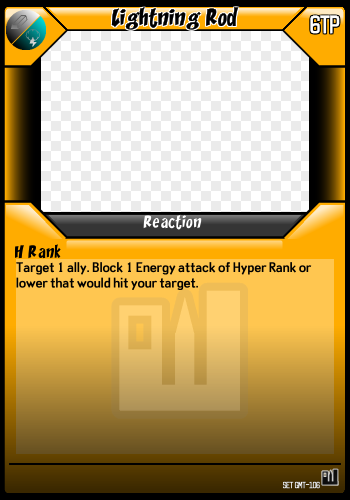 Lightning Rod
6TP
Reaction
H Rank
Target 1 ally. Block 1 Energy attack of Hyper Rank or
lower that would hit your target.
SET GMT-106